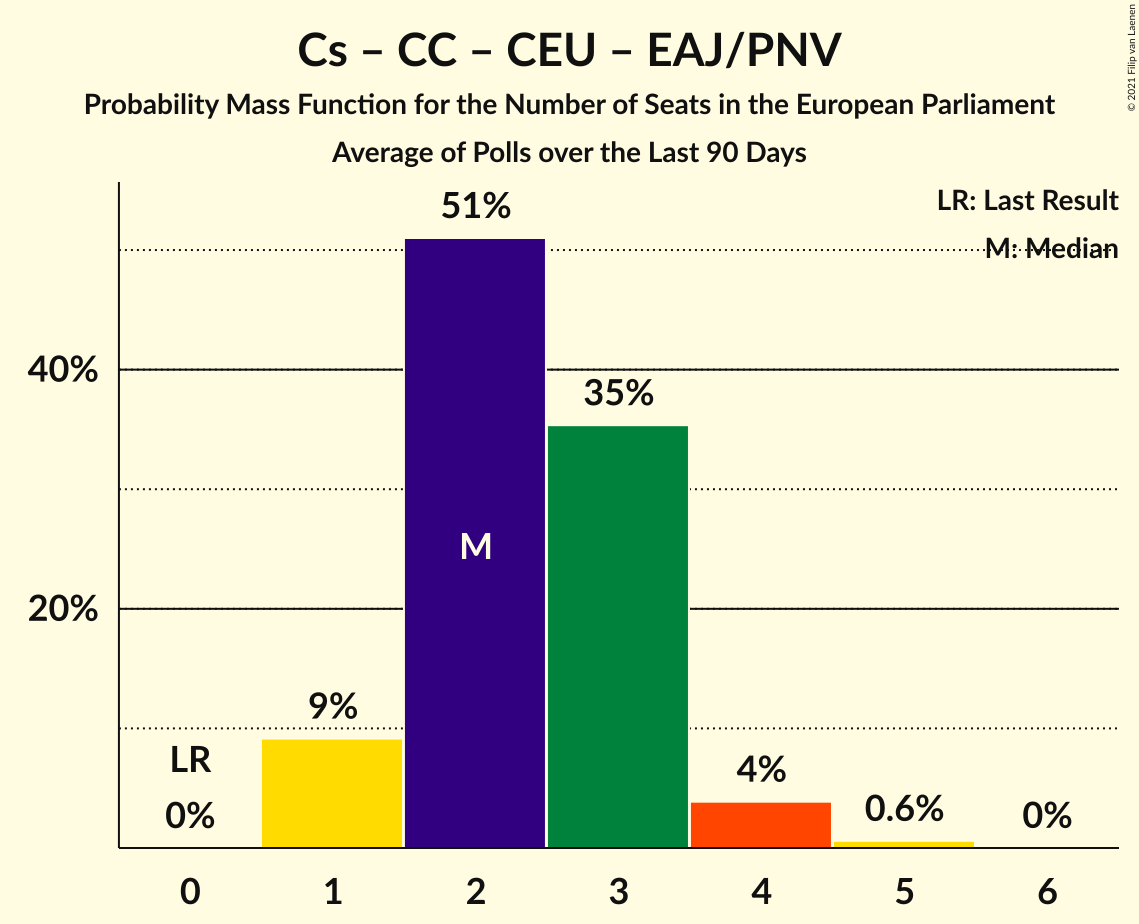 Cs – CC – CEU – EAJ/PNV
Probability Mass Function for the Number of Seats in the European Parliament
Average of Polls over the Last 90 Days
© 2021 Filip van Laenen
LR: Last Result
M: Median
51%
40%
35%
M
20%
9%
LR
4%
0%
0.6%
0%
0 1 2 3 4 5 6